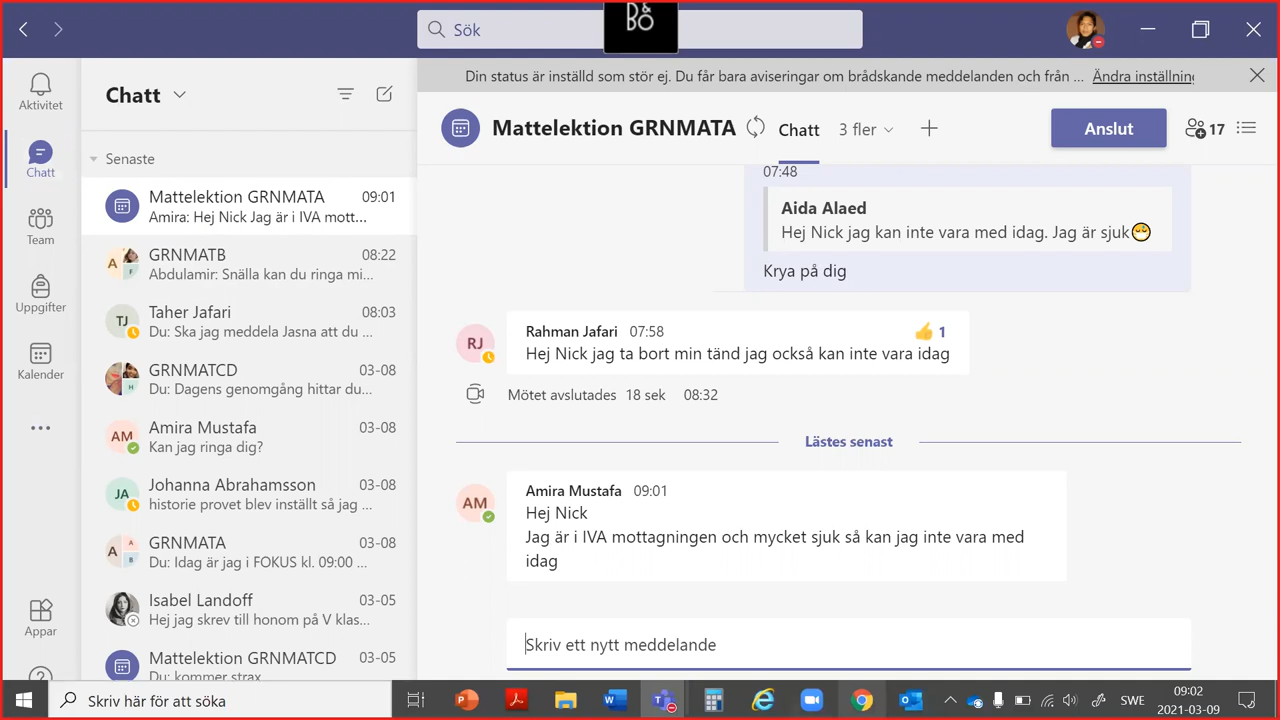 Sök
B&O
Din status är inställd som stör ej. Du får bara aviseringar om brådskande meddelanden och från ... Ändra inställnin
Aktivitet
Chatt
Team
Uppgifter
Kalender
Appar
Chatt
Senaste
Mattelektion GRNMATA 09:01
Amira: Hej Nick Jag är i IVA mott...
GRNMATB 08:22
Abdulamir: Snälla kan du ringa mi...
A F
Taher Jafari 08:03
Du: Ska jag meddela Jasna att du ...
TJ
GRNMATCD 03-08
Du: Dagens genomgång hittar du...
H
Amira Mustafa 03-08
Kan jag ringa dig?
AM
Johanna Abrahamsson 03-08
historie provet blev inställt så jag ...
JA
GRNMATA 03-08
Du: Idag är jag i FOKUS kl. 09:00 ...
A A B
Isabel Landoff 03-05
Hej jag skrev till honom på V klas...
Mattelektion GRNMATCD 03-05
Du: kommer strax
Mattelektion GRNMATA Chatt 3 fler Anslut 17
07:48
Aida Alaed
Hej Nick jag kan inte vara med idag. Jag är sjuk
Krya på dig
RJ
Rahman Jafari 07:58 1
Hej Nick jag ta bort min tänd jag också kan inte vara idag
Mötet avslutades 18 sek 08:32
Lästes senast
AM
Amira Mustafa 09:01
Hej Nick
Jag är i IVA mottagningen och mycket sjuk så kan jag inte vara med
idag
Skriv ett nytt meddelande
Skriv här för att söka
SWE
09:02
2021-03-09